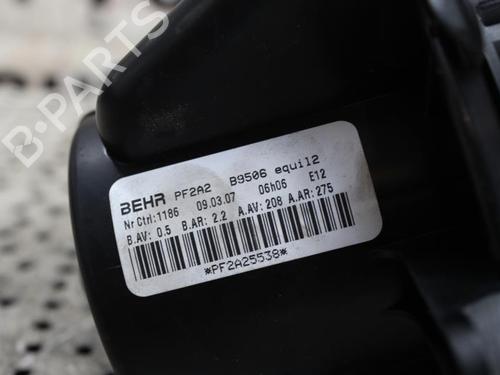 B-PARTS
BEHR PF2A2 B9506 equil2
Nr Ctrl:1186 09.03.07 06h06 E12
B.AV: 0.5 B.AR: 2.2 A.AV: 208 A.AR: 275
*PF2A25538*